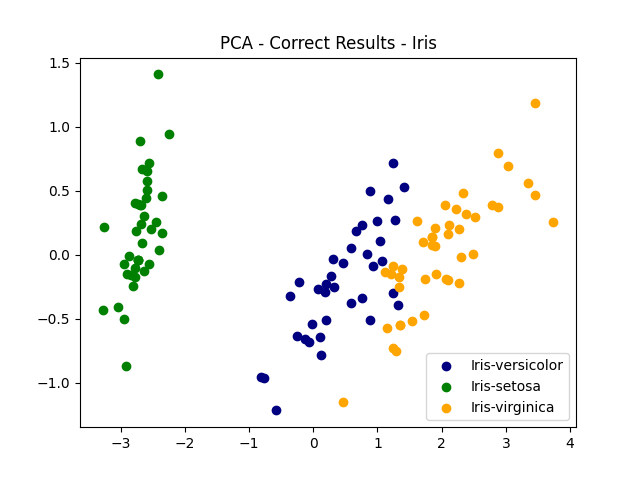 PCA - Correct Results - Iris
1.5
1.0
0.5
0.0
−0.5
−1.0
Iris-versicolor
Iris-setosa
Iris-virginica
−3 −2 −1 0 1 2 3 4